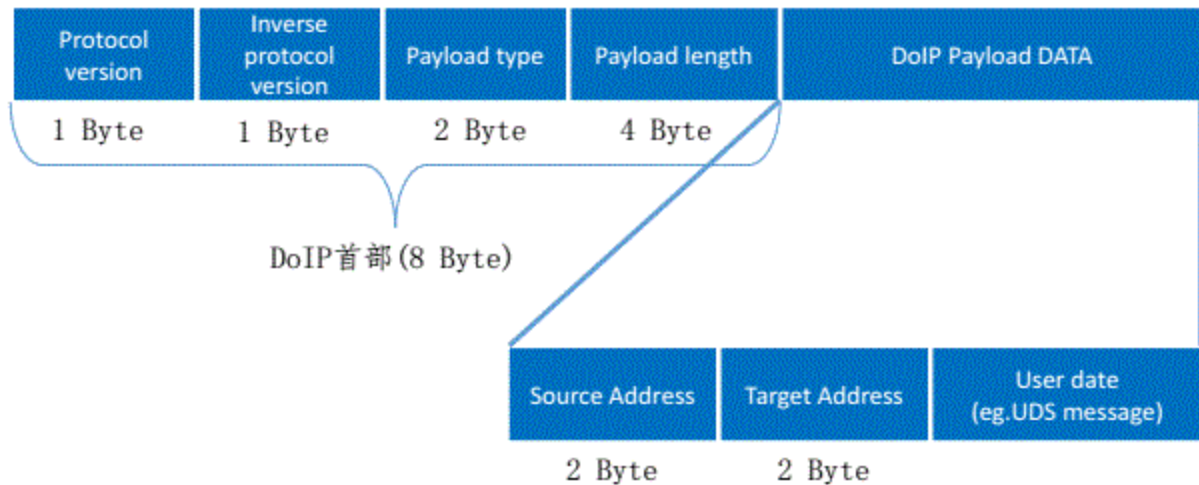 Protocol
version
Inverse
protocol
version
Payload type
Payload length
DoIP Payload DATA
1 Byte
1 Byte
2 Byte
4 Byte
DoIP首部(8 Byte)
Source Address
Target Address
User date
(eg.UDS message)
2 Byte
2 Byte